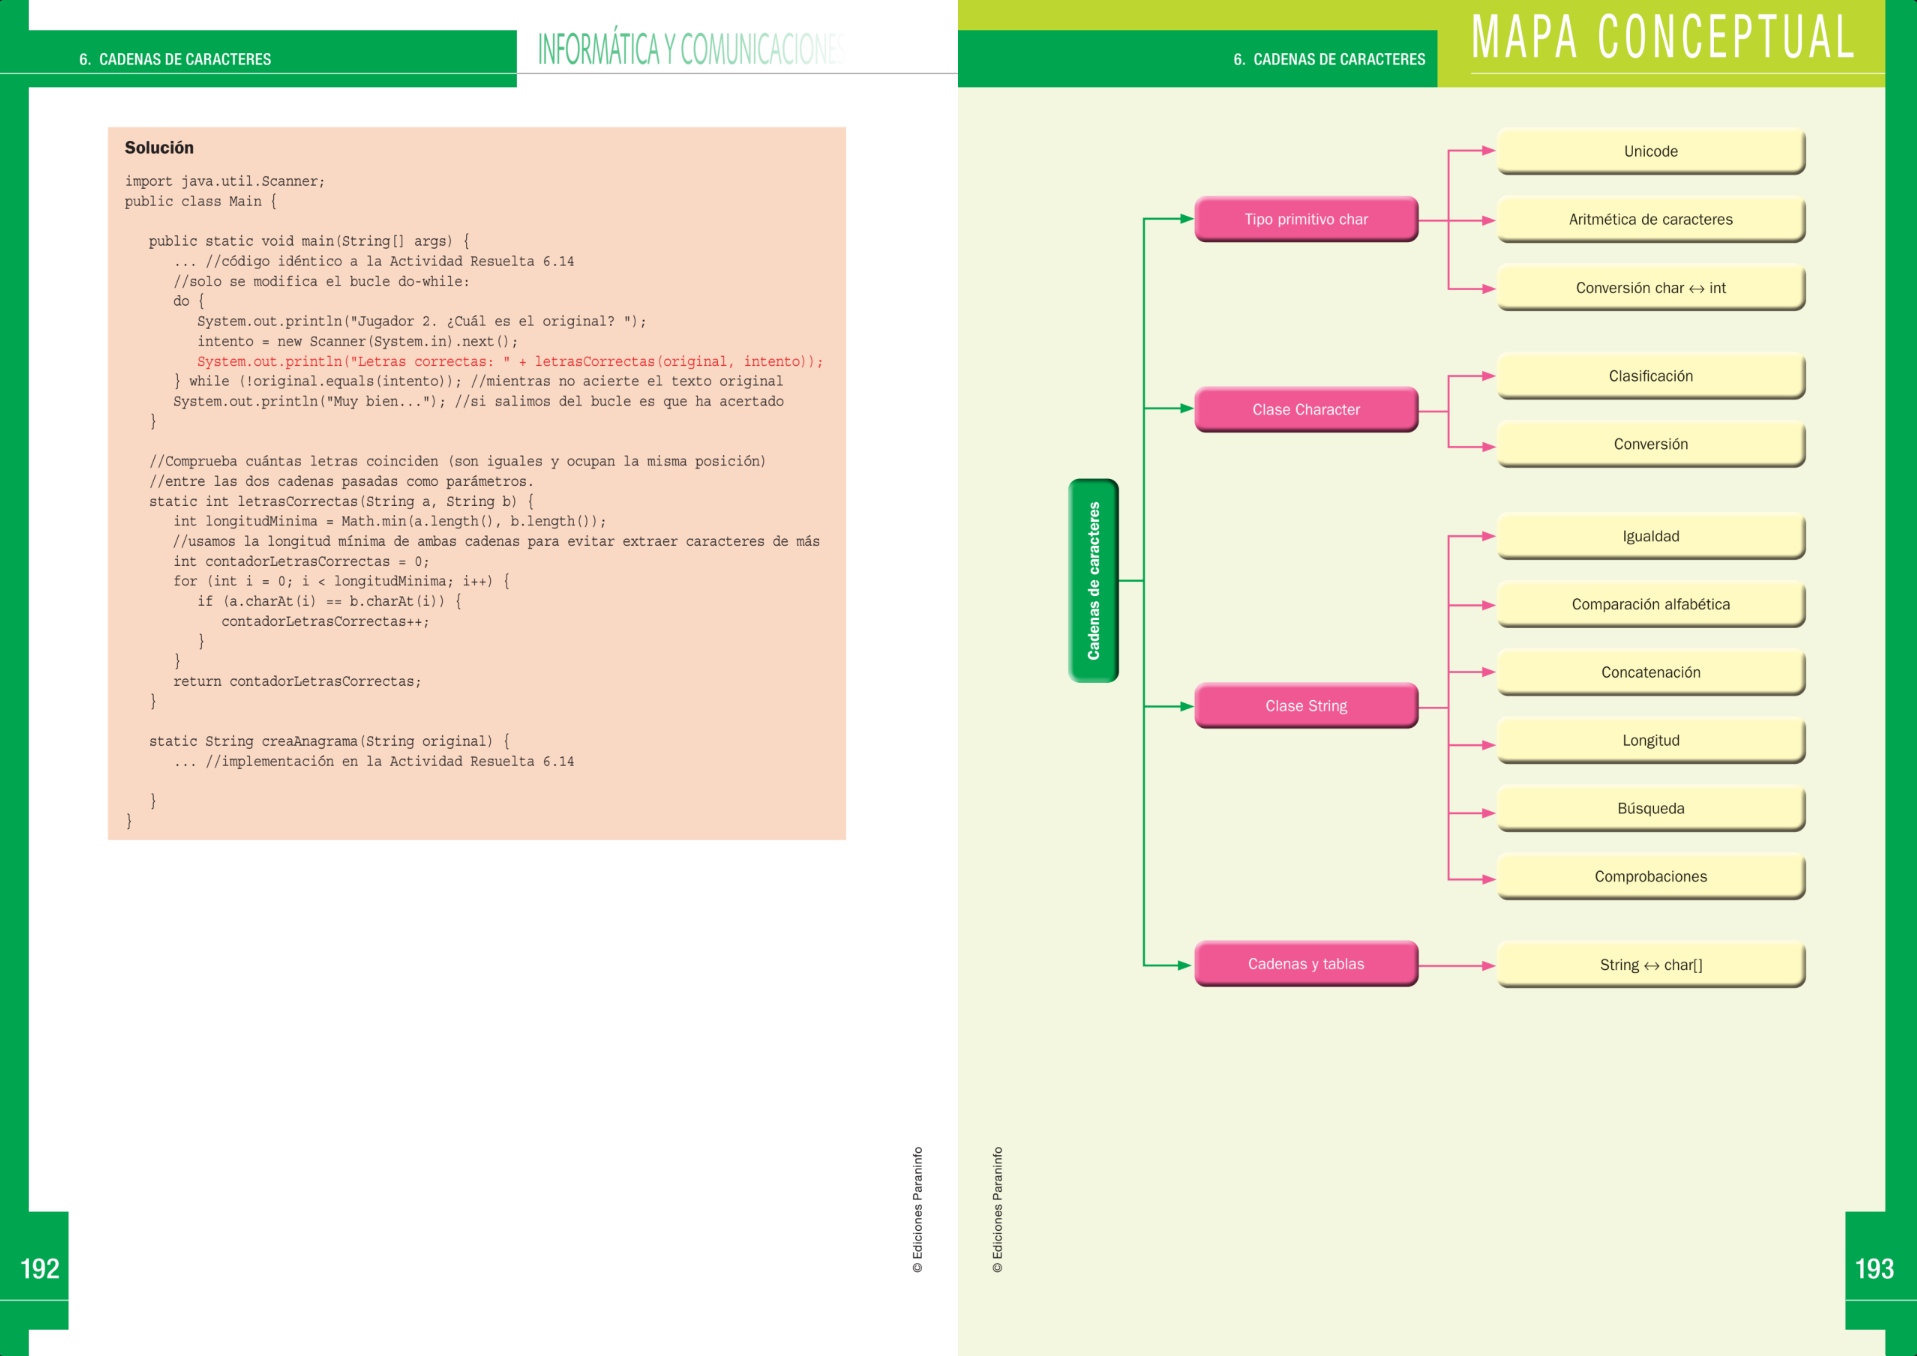 6. CADENAS DE CARACTERES
INFORMÁTICA Y COMUNICACIONES
Solución
import java.util.Scanner;
public class Main {
public static void main(String[] args) {
... //código idéntico a la Actividad Resuelta 6.14
//solo se modifica el bucle do-while:
do {
System.out.println("Jugador 2. ¿Cuál es el original? ");
intento = new Scanner(System.in).next();
System.out.println("Letras correctas: " + letrasCorrectas(original, intento));
} while (!original.equals(intento)); //mientras no acierte el texto original
System.out.println("Muy bien..."); //si salimos del bucle es que ha acertado
}
//Comprueba cuántas letras coinciden (son iguales y ocupan la misma posición)
//entre las dos cadenas pasadas como parámetros.
static int letrasCorrectas(String a, String b) {
int longitudMinima = Math.min(a.length(), b.length());
//usamos la longitud mínima de ambas cadenas para evitar extraer caracteres de más
int contadorLetrasCorrectas = 0;
for (int i = 0; i < longitudMinima; i++) {
if (a.charAt(i) == b.charAt(i)) {
contadorLetrasCorrectas++;
}
}
return contadorLetrasCorrectas;
}
static String creaAnagrama(String original) {
... //implementación en la Actividad Resuelta 6.14
}
}
© Ediciones Paraninfo
192
6. CADENAS DE CARACTERES
MAPA CONCEPTUAL
Cadenas de caracteres
Tipo primitivo char
Unicode
Aritmética de caracteres
Conversión char ↔ int
Clase Character
Clasificación
Conversión
Clase String
Igualdad
Comparación alfabética
Concatenación
Longitud
Búsqueda
Comprobaciones
Cadenas y tablas
String ↔ char[]
© Ediciones Paraninfo
193